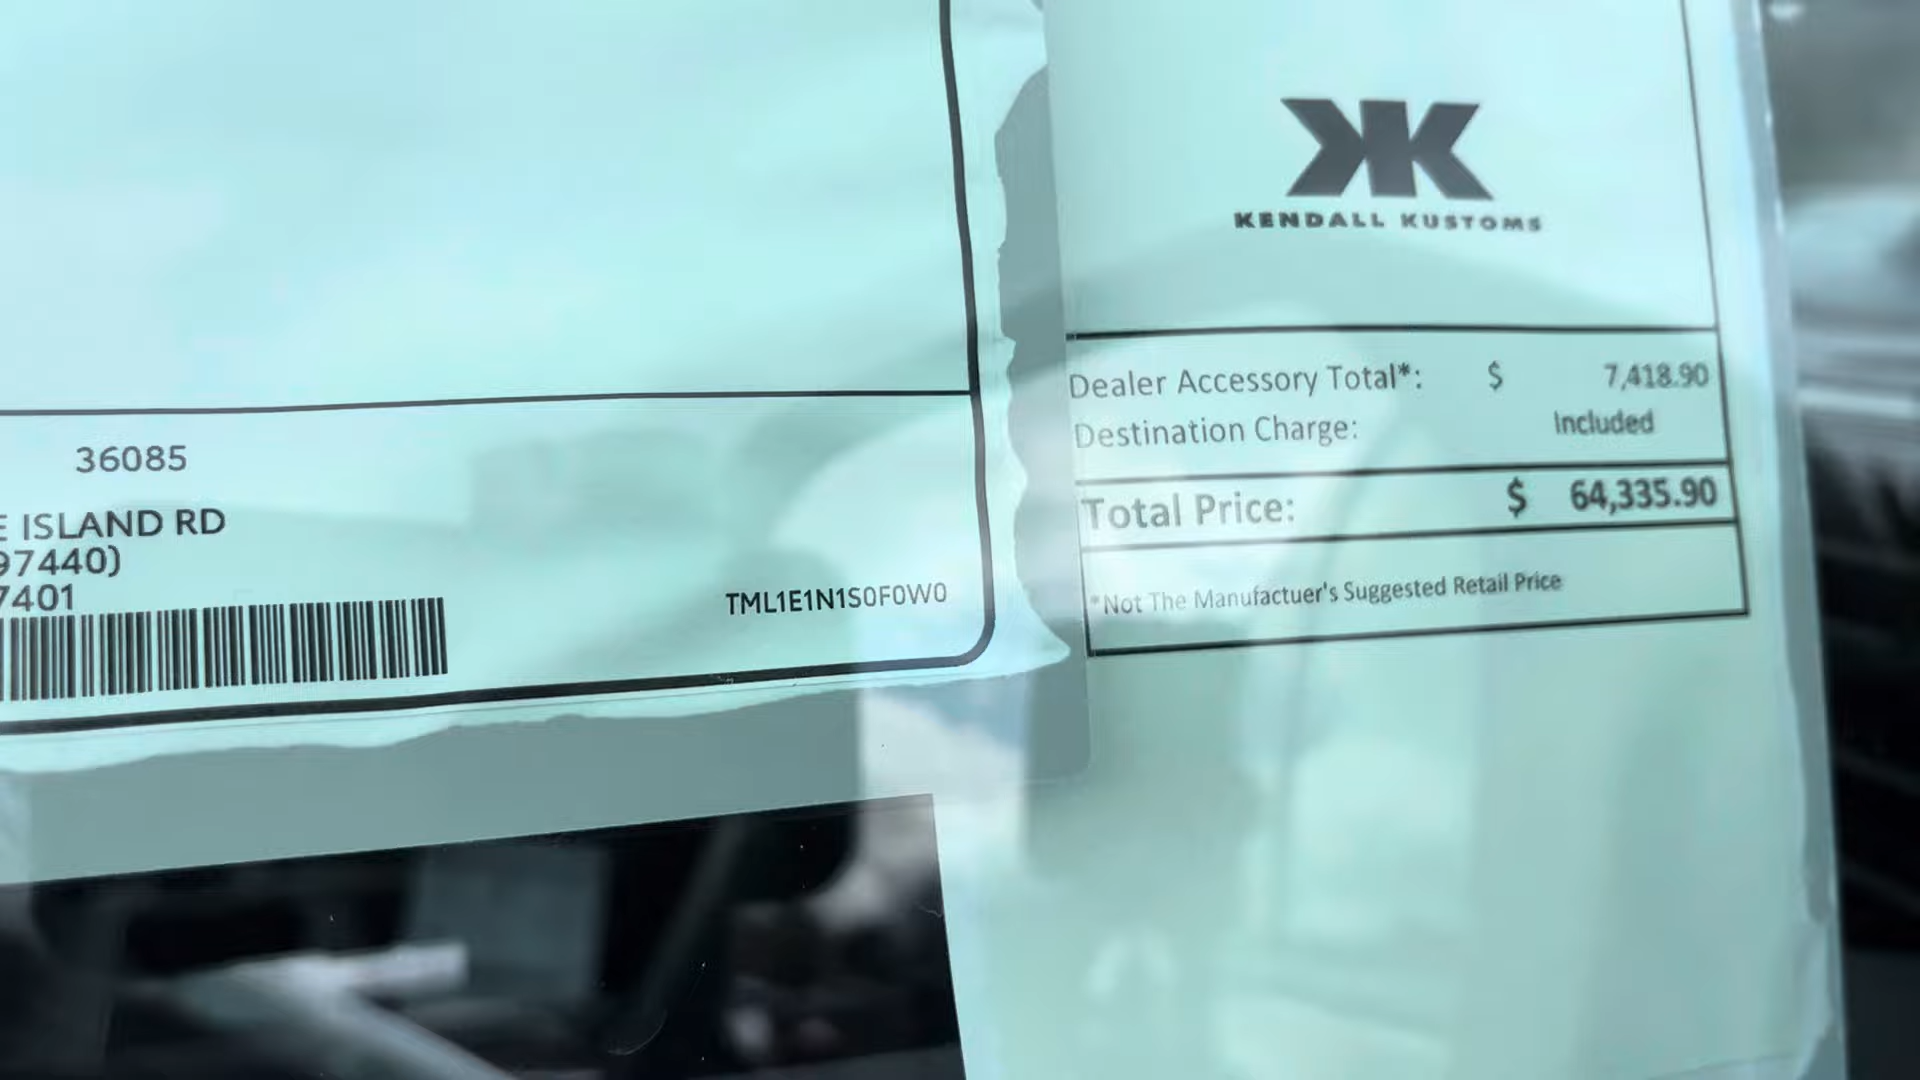 36085
E ISLAND RD
97440)
7401
TML1E1N1S0F0W0
KENDALL KUSTOMS
Dealer Accessory Total*: $ 7,418.90
Destination Charge: Included
Total Price: $ 64,335.90
*Not The Manufactuer's Suggested Retail Price